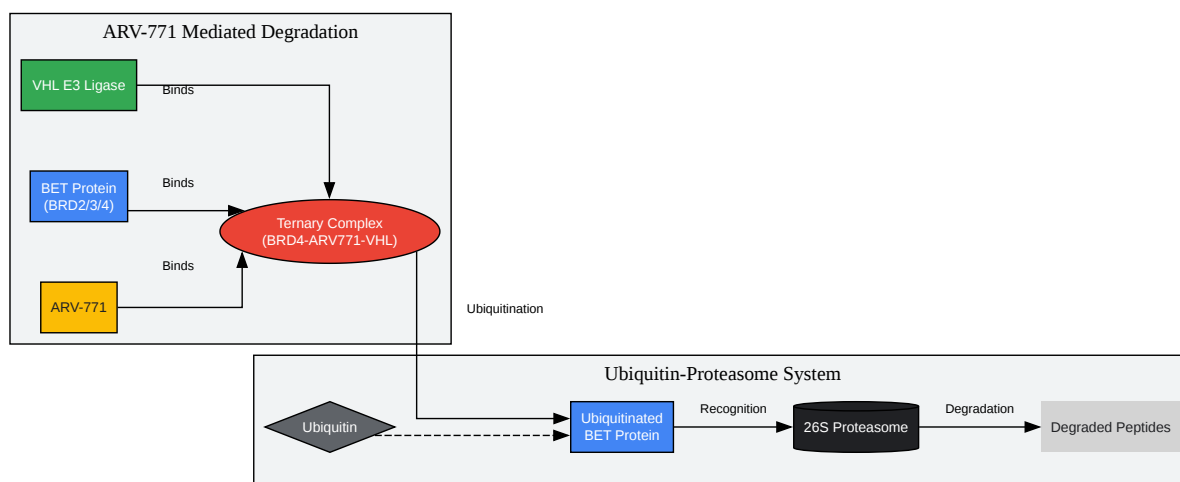 ARV-771 Mediated Degradation
VHL E3 Ligase
Binds
BET Protein
(BRD2/3/4)
Binds
Ternary Complex
(BRD4-ARV771-VHL)
Binds
ARV-771
Ubiquitination
Ubiquitin-Proteasome System
Ubiquitin
Ubiquitinated
BET Protein
Recognition
26S Proteasome
Degradation
Degraded Peptides